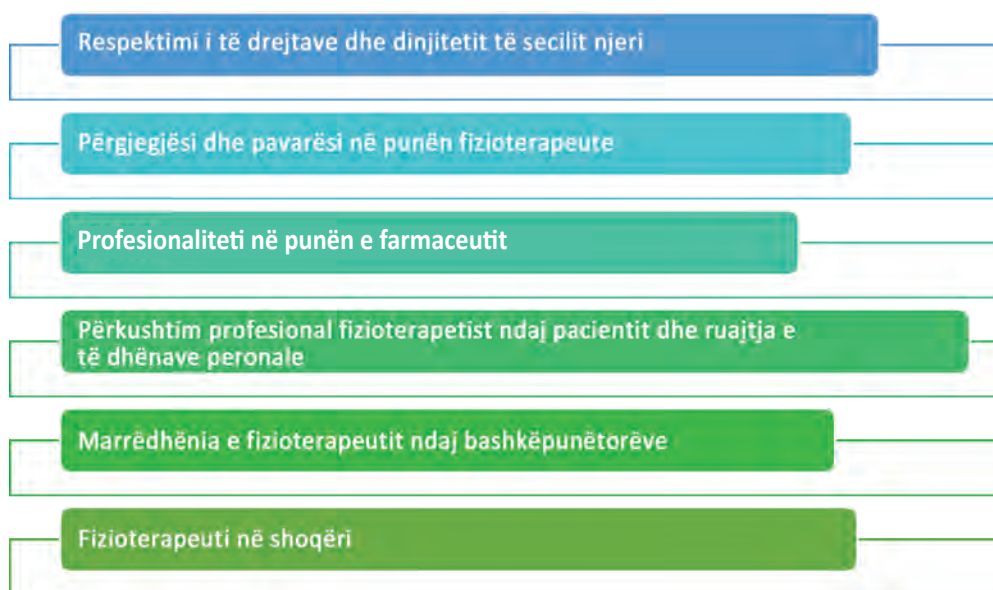 Respektimi i të drejtave dhe dinjitetit të secilit njeri
Përgjegjësi dhe pavarësi në punën fizioterapeute
Profesionaliteti në punën e farmaceutit
Përkushtim profesional fizioterapetist ndaj pacientit dhe ruajtja e
të dhënave peronale
Marrëdhënia e fizioterapeutit ndaj bashkëpunëtorëve
Fizioterapeuti në shoqëri